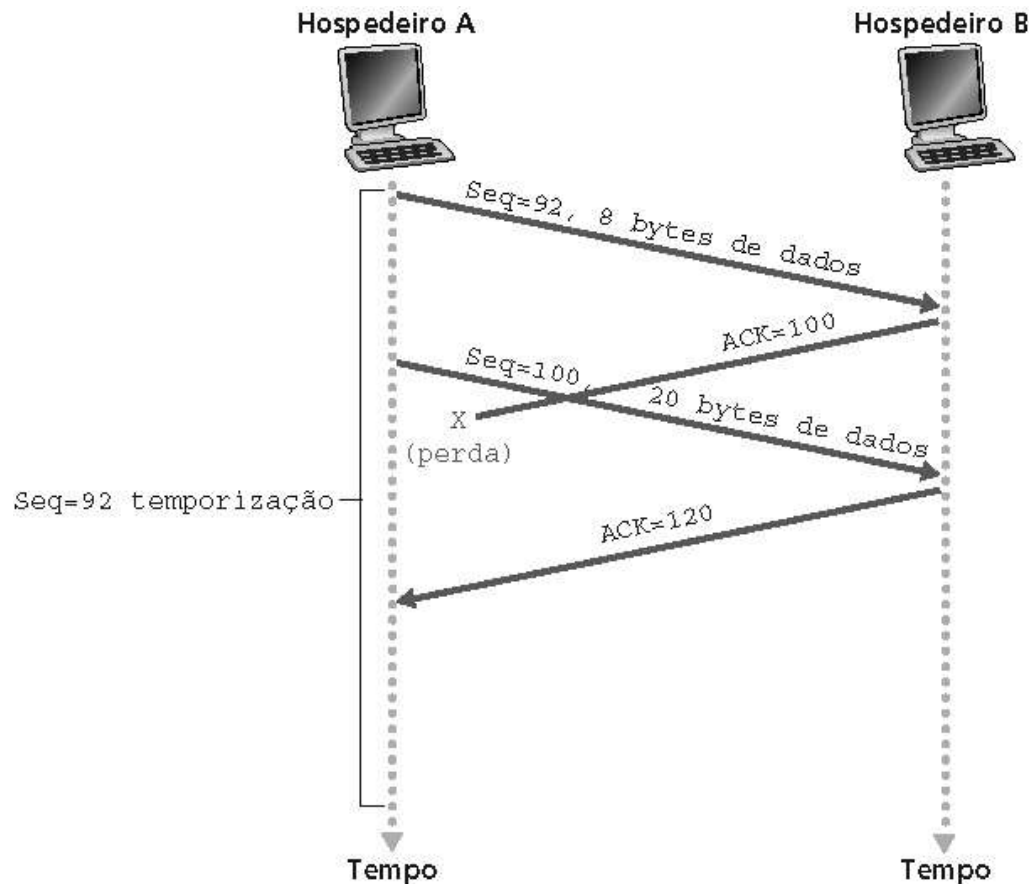 Hospedeiro A
Hospedeiro B
Seq=92, 8 bytes de dados
ACK=100
Seq=100, 20 bytes de dados
X
(perda)
Seq=92 temporização
ACK=120
Tempo
Tempo